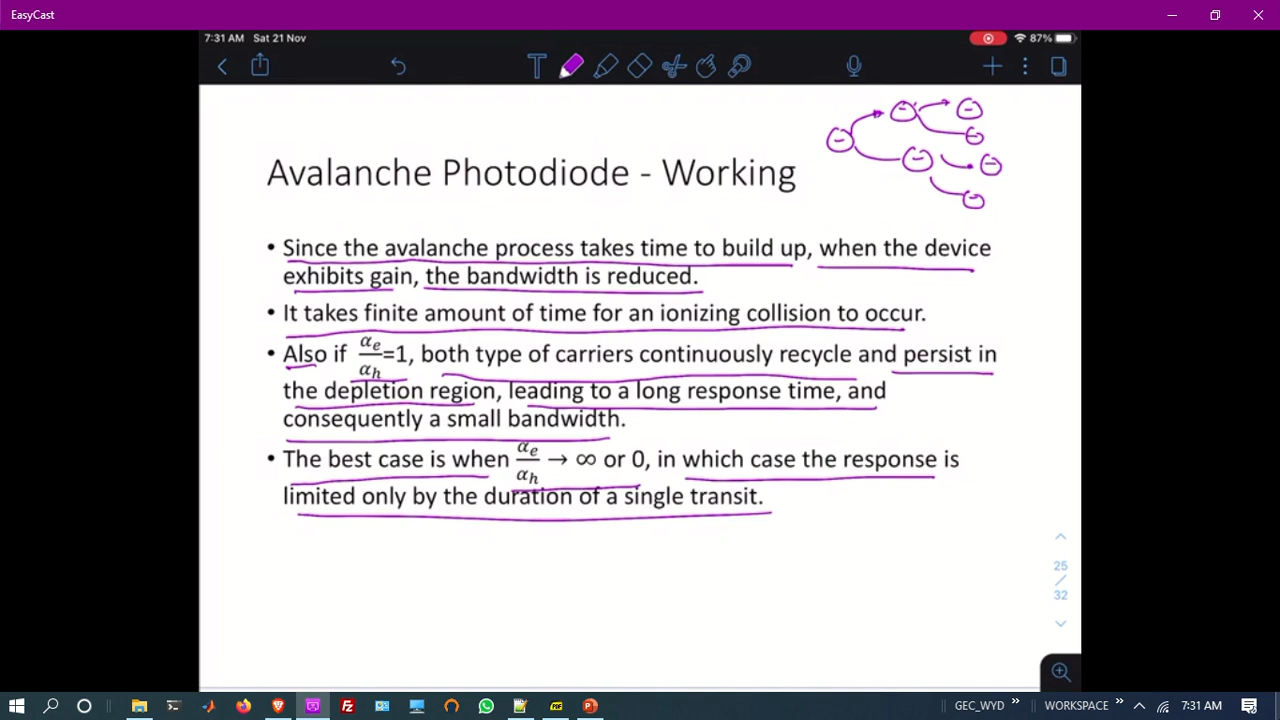 EasyCast
7:31 AM Sat 21 Nov
87%
Avalanche Photodiode - Working
• Since the avalanche process takes time to build up, when the device
exhibits gain, the bandwidth is reduced.
• It takes finite amount of time for an ionizing collision to occur.
• Also if αe/αh=1, both type of carriers continuously recycle and persist in
the depletion region, leading to a long response time, and
consequently a small bandwidth.
• The best case is when αe/αh → ∞ or 0, in which case the response is
limited only by the duration of a single transit.
25
/
32
GEC_WYD » WORKSPACE » 7:31 AM